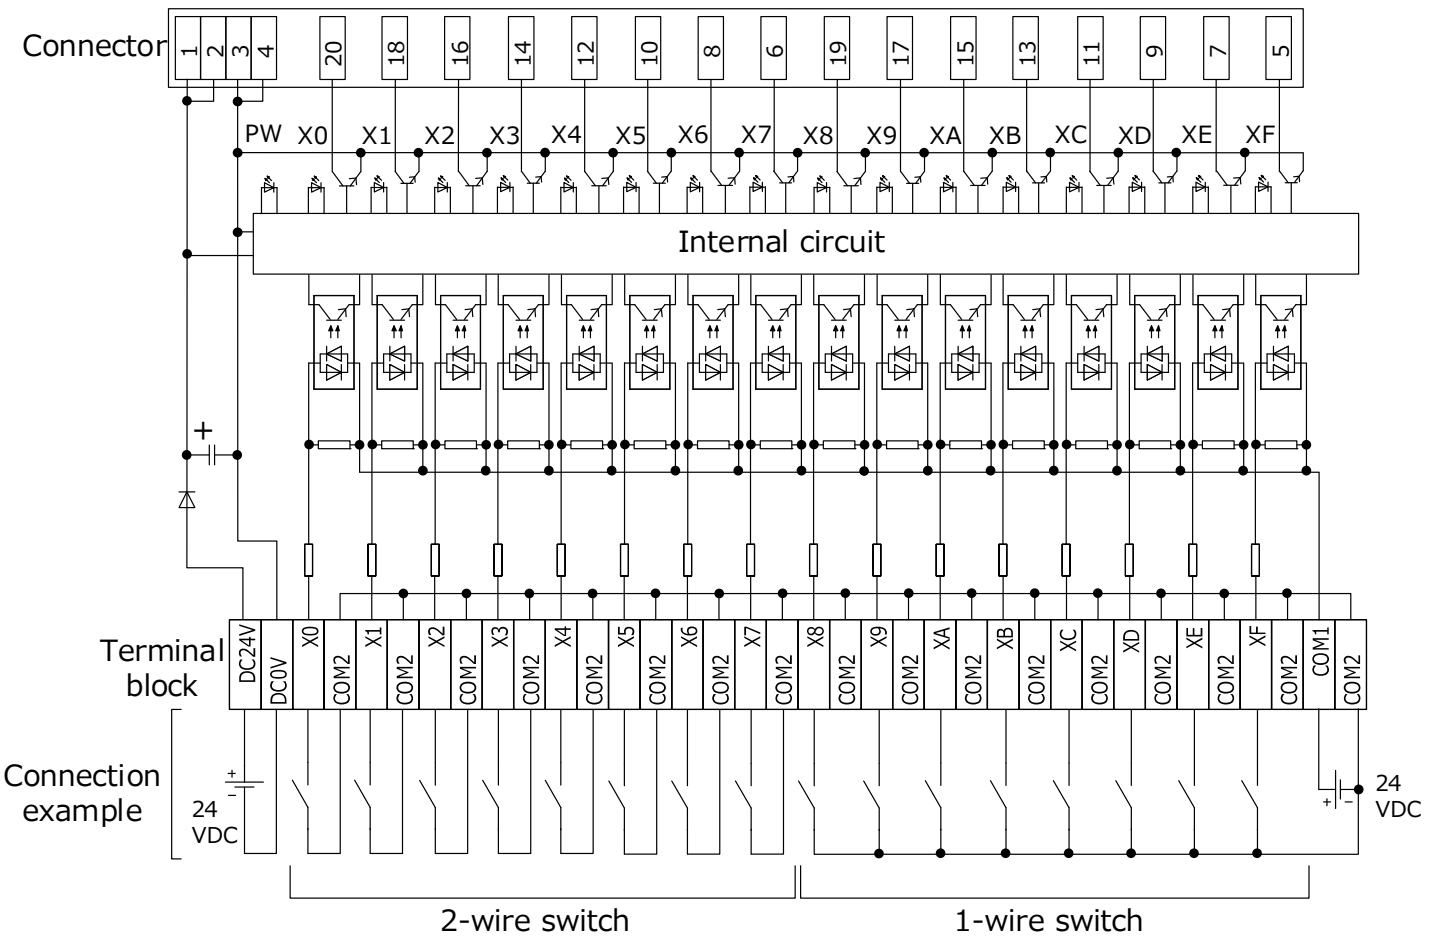 Connector 1 2 3 4 20 18 16 14 12 10 8 6 19 17 15 13 11 9 7 5
PW X0 X1 X2 X3 X4 X5 X6 X7 X8 X9 XA XB XC XD XE XF
Internal circuit
+
Terminal block
DC24V DC0V X0 COM2 X1 COM2 X2 COM2 X3 COM2 X4 COM2 X5 COM2 X6 COM2 X7 COM2 X8 COM2 X9 COM2 XA COM2 XB COM2 XC COM2 XD COM2 XE COM2 XF COM2 COM1 COM2
Connection
example
+
-
24
VDC
+ -
24
VDC
2-wire switch
1-wire switch